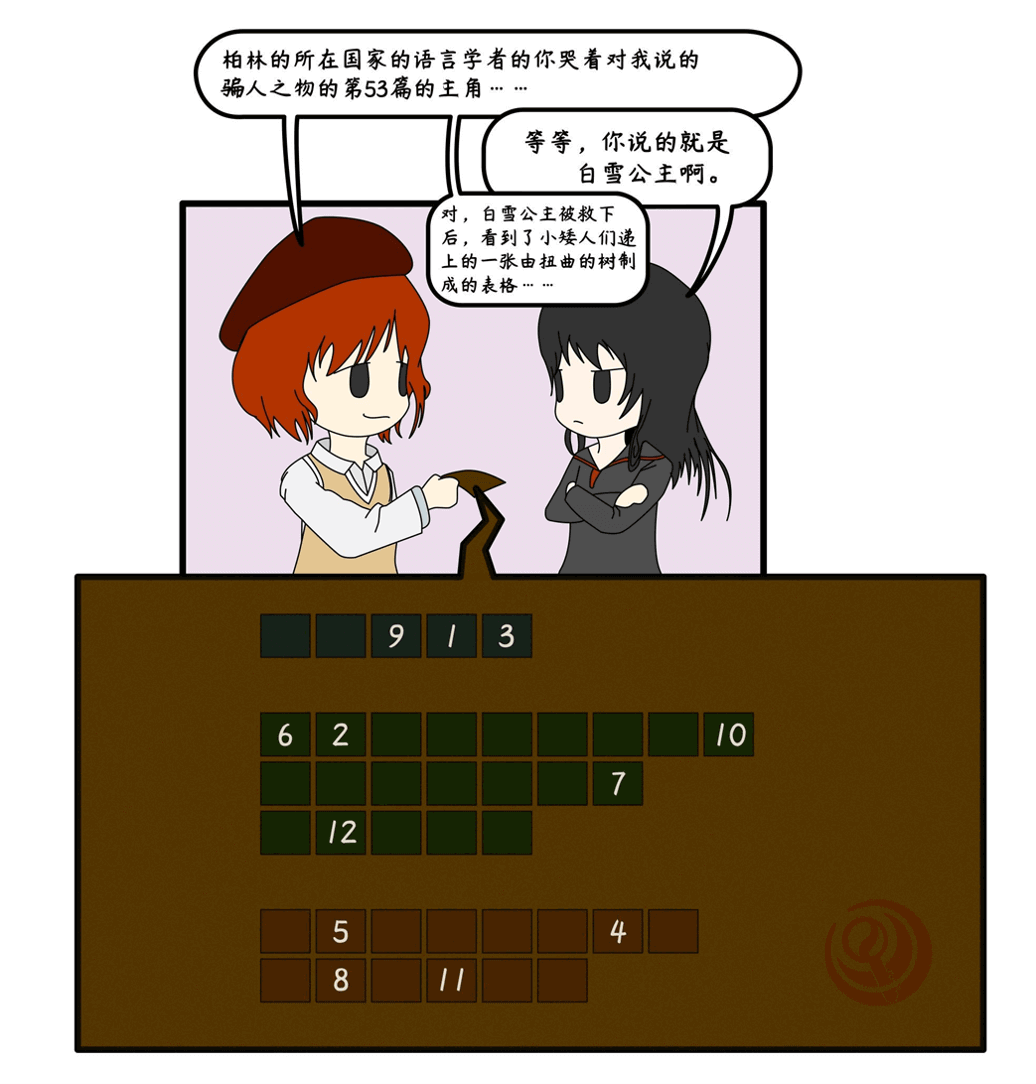 柏林的所在国家的语言学者的你哭着对我说的
骗人之物的第53篇的主角……
等等，你说的就是
白雪公主啊。
对，白雪公主被救下
后，看到了小矮人们递
上的一张由扭曲的树制
成的表格……
9 1 3
6 2 10
7
12
5 4
8 11